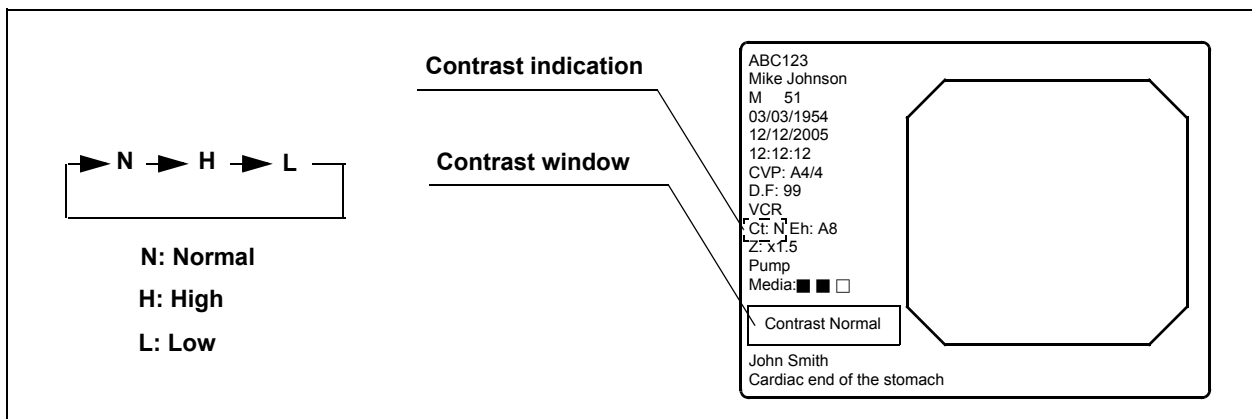 Contrast indication
Contrast window
N H L
N: Normal
H: High
L: Low
ABC123
Mike Johnson
M 51
03/03/1954
12/12/2005
12:12:12
CVP: A4/4
D.F: 99
VCR
Ct: N Eh: A8
Z: x1.5
Pump
Media:■ ■ □
Contrast Normal
John Smith
Cardiac end of the stomach